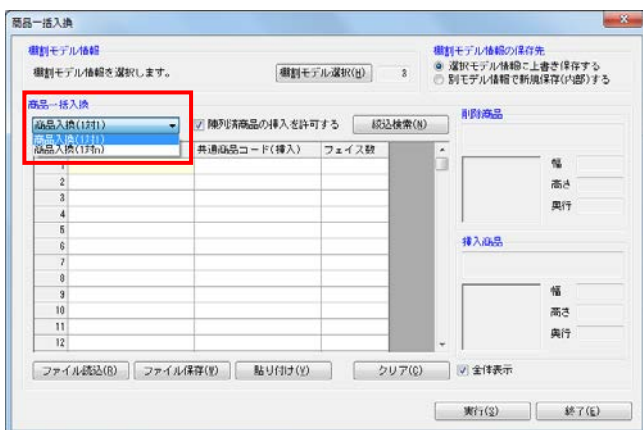 商品一括入換
棚割モデル情報
棚割モデル情報を選択します。
棚割モデル選択(H)
3
棚割モデル情報の保存先
選択モデル情報に上書き保存する
別モデル情報で新規保存(内部)する
商品一括入換
商品入換(1対1)
陳列済商品の挿入を許可する
絞込検索(N)
商品入換(1対1)
商品入換(1対n)
共通商品コード(挿入)
フェイス数
1
2
3
4
5
6
7
8
9
10
11
12
削除商品
幅
高さ
奥行
挿入商品
幅
高さ
奥行
ファイル読込(R)
ファイル保存(W)
貼り付け(V)
クリア(C)
全体表示
実行(S)
終了(E)